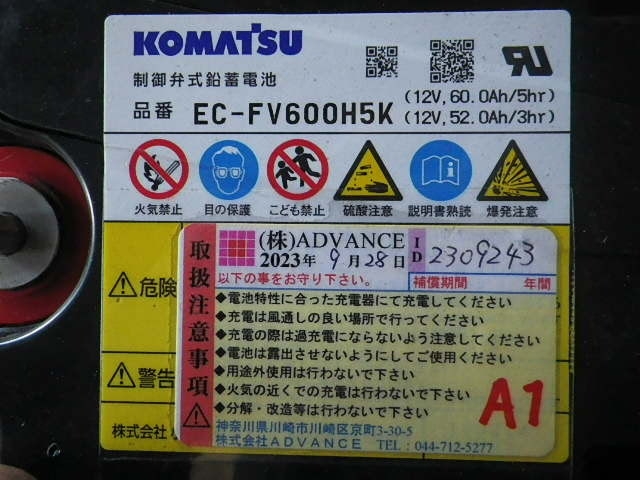 KOMATSU
制御弁式鉛蓄電池
品番 EC-FV600H5K (12V, 60.0Ah/5hr)
(12V, 52.0Ah/3hr)
火気禁止 目の保護 こども禁止 硫酸注意 説明書熟読 爆発注意
危険
警告
株式会社
取扱注意事項
(株)ADVANCE
2023年 9月 28日
ID 2309243
以下の事をお守り下さい。
補償期間 年間
◆電池特性に合った充電器にて充電してください
◆充電は風通しの良い場所で行ってください
◆充電の際は過充電にならないよう注意してください
◆電池は露出させないようにしてご使用ください
◆用途外使用は行わないで下さい
◆火気の近くでの充電は行わないで下さい
◆分解・改造等は行わないで下さい
A1
神奈川県川崎市川崎区京町3-30-5
株式会社ADVANCE TEL:044-712-5277